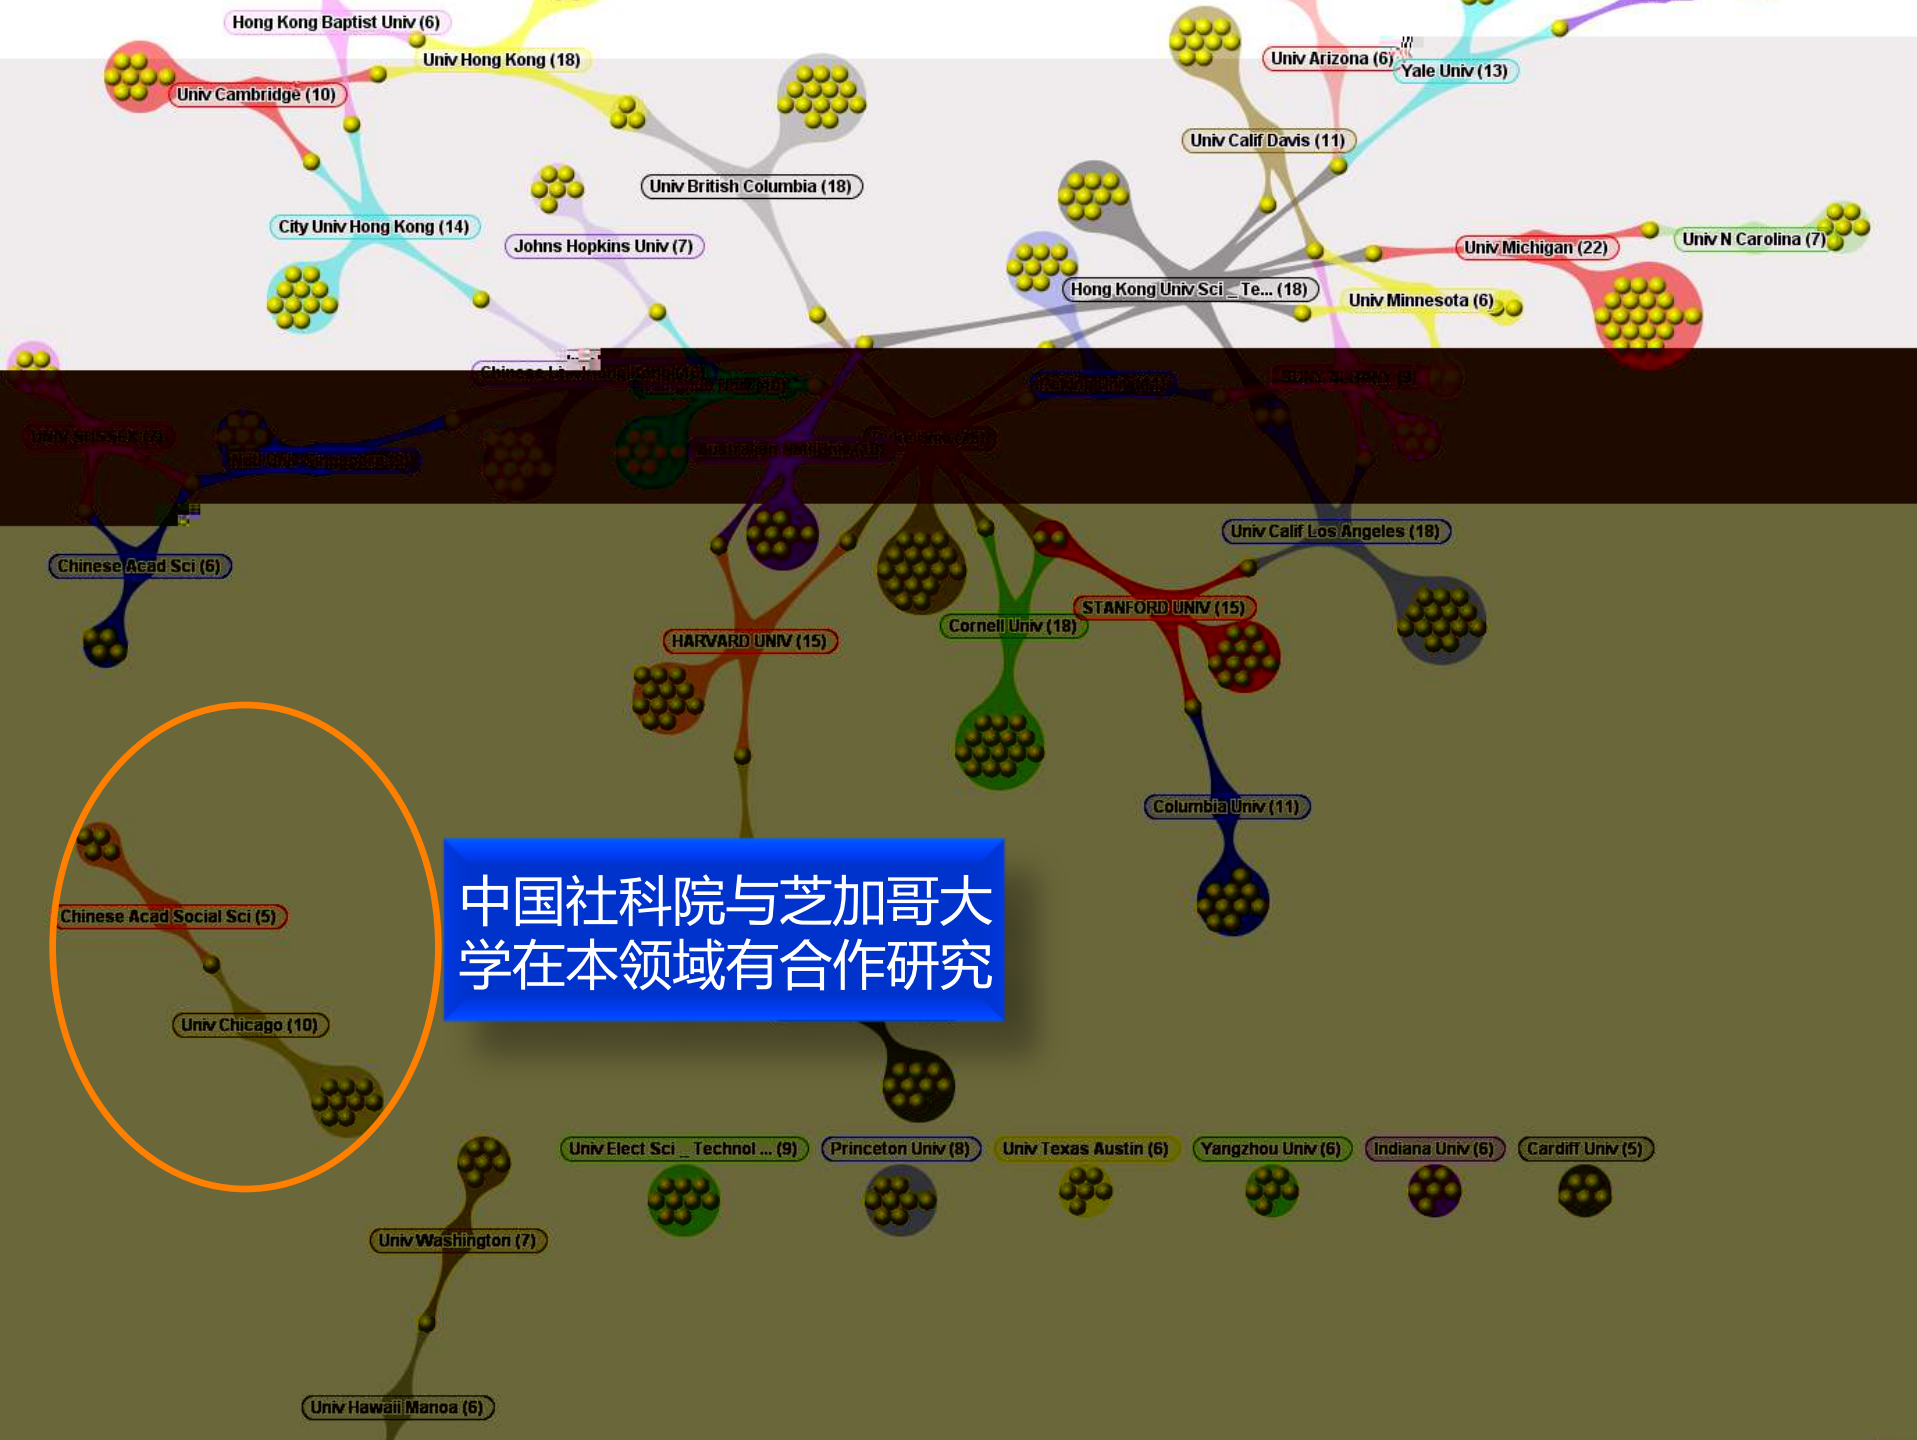 Hong Kong Baptist Univ (6)
Univ Hong Kong (18)
Univ Arizona (6)
Yale Univ (13)
Univ Cambridge (10)
Univ Calif Davis (11)
Univ British Columbia (18)
City Univ Hong Kong (14)
Johns Hopkins Univ (7)
Univ Michigan (22)
Univ N Carolina (7)
Hong Kong Univ Sci _ Te... (18)
Univ Minnesota (6)
Chinese
UNIV SUSSEX (7)
Univ Calif Los Angeles (18)
Chinese Acad Sci (6)
STANFORD UNIV (15)
Cornell Univ (18)
HARVARD UNIV (15)
Columbia Univ (11)
中国社科院与芝加哥大
学在本领域有合作研究
Chinese Acad Social Sci (5)
Univ Chicago (10)
Univ Elect Sci _ Technol ... (9)
Princeton Univ (8)
Univ Texas Austin (6)
Yangzhou Univ (6)
Indiana Univ (6)
Cardiff Univ (5)
Univ Washington (7)
Univ Hawaii Manoa (6)